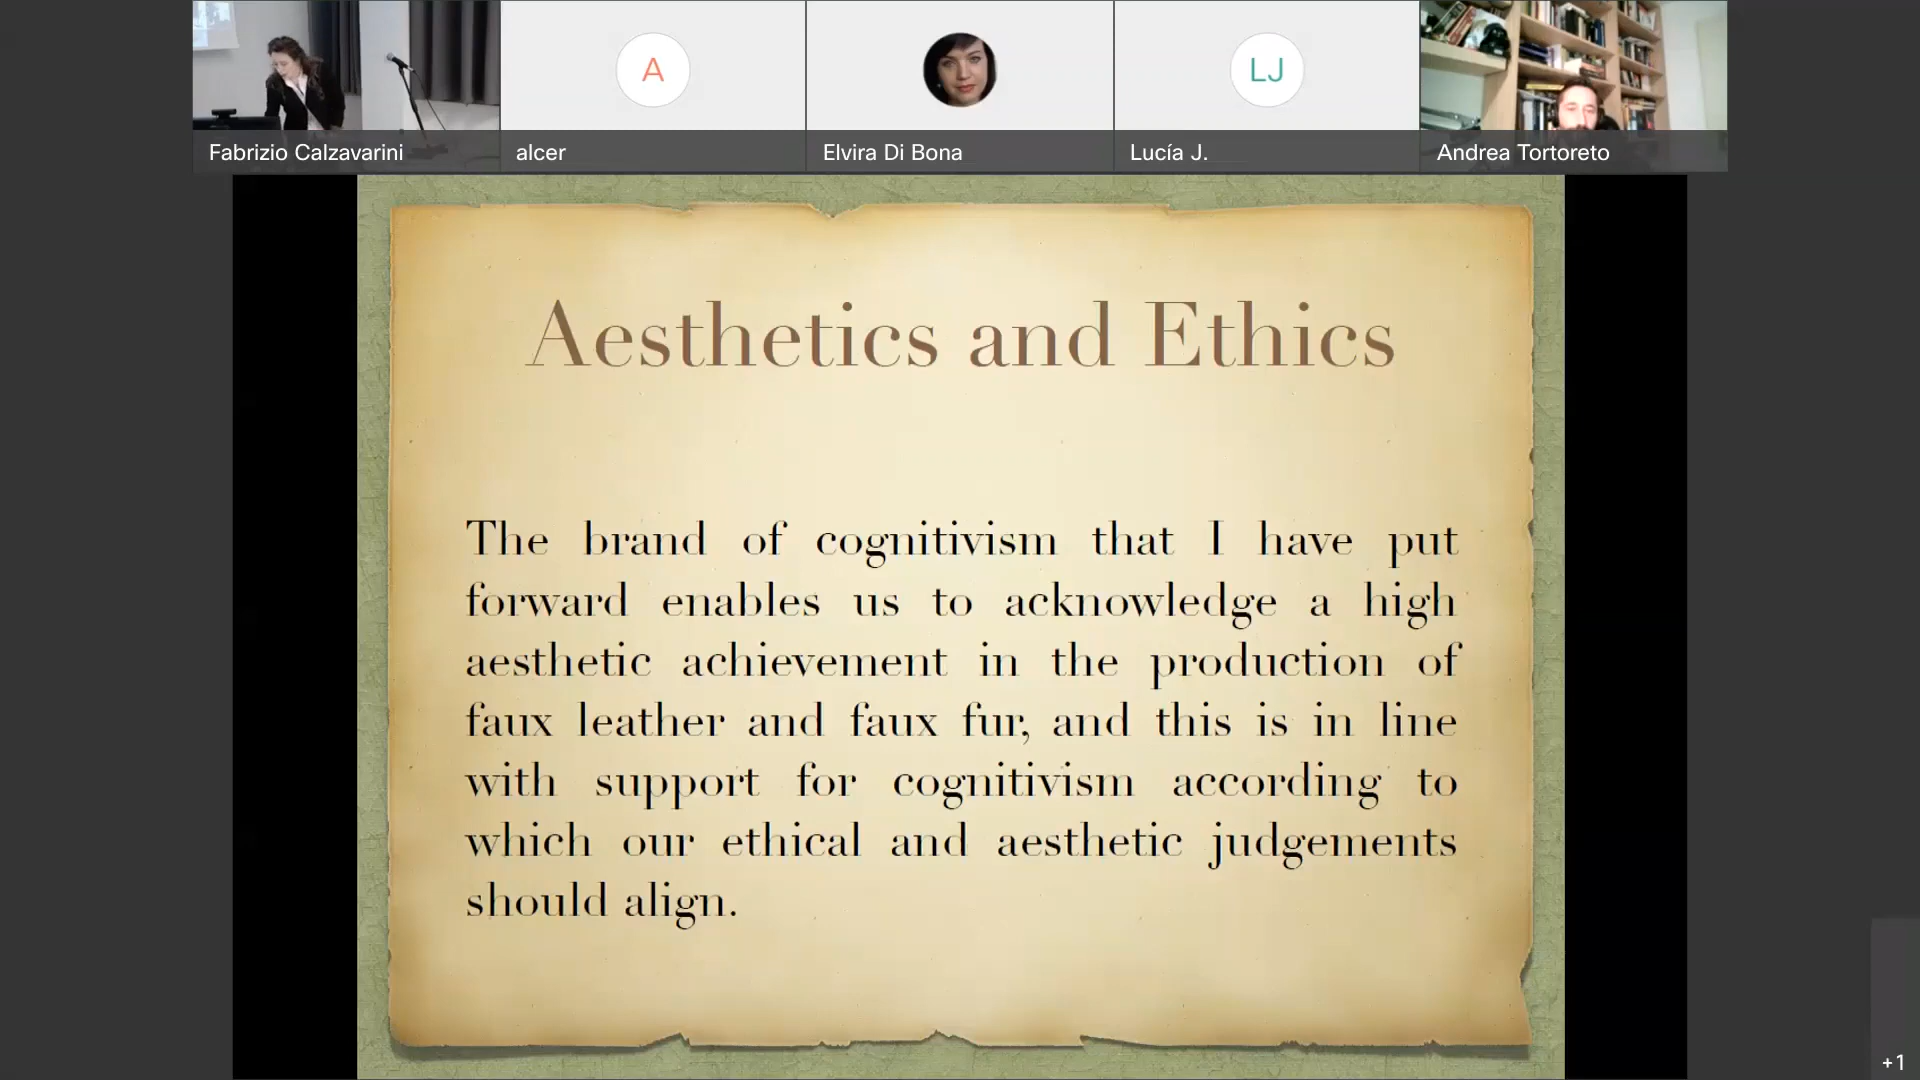 A
LJ
Fabrizio Calzavarini
alcer
Elvira Di Bona
Lucía J.
Andrea Tortoreto
Aesthetics and Ethics
The brand of cognitivism that I have put
forward enables us to acknowledge a high
aesthetic achievement in the production of
faux leather and faux fur, and this is in line
with support for cognitivism according to
which our ethical and aesthetic judgements
should align.
+1